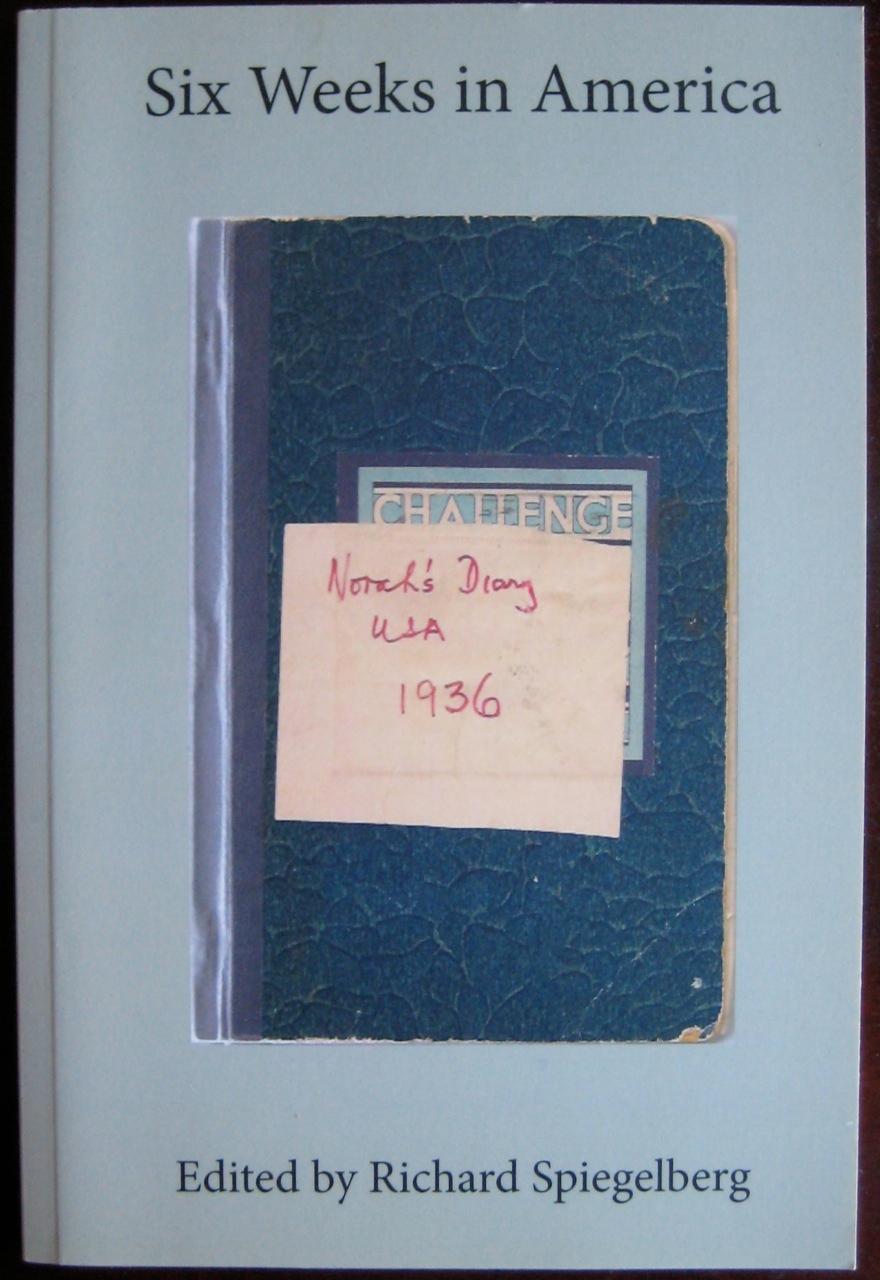 Six Weeks in America
CHALLENGE
Norah's Diary
USA
1936
Edited by Richard Spiegelberg